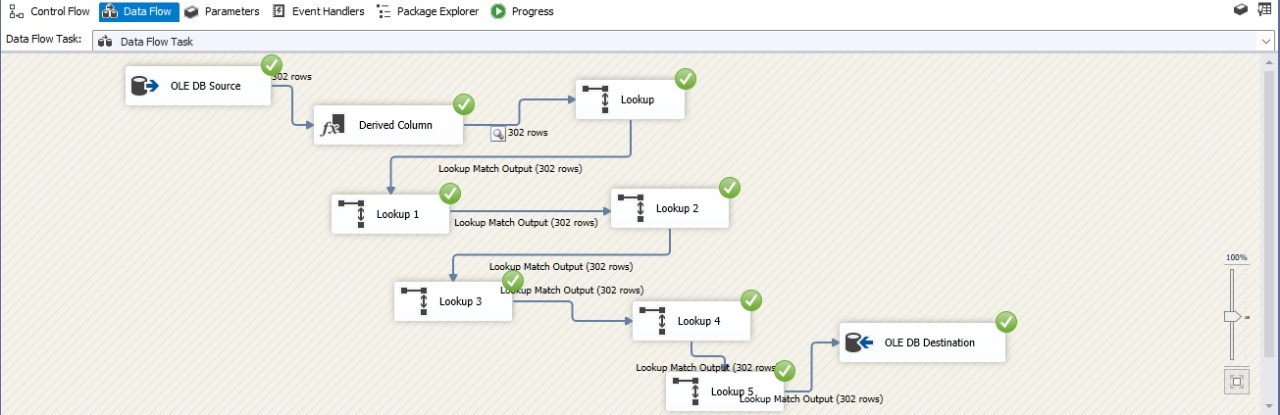 Control Flow Data Flow Parameters Event Handlers Package Explorer Progress
Data Flow Task: Data Flow Task
OLE DB Source
302 rows
Derived Column
302 rows
Lookup
Lookup Match Output (302 rows)
Lookup 1
Lookup Match Output (302 rows)
Lookup 2
Lookup Match Output (302 rows)
Lookup 3
Lookup Match Output (302 rows)
Lookup 4
Lookup Match Output (302 rows
Lookup 5
Lookup Match Output (302 rows)
OLE DB Destination
100%